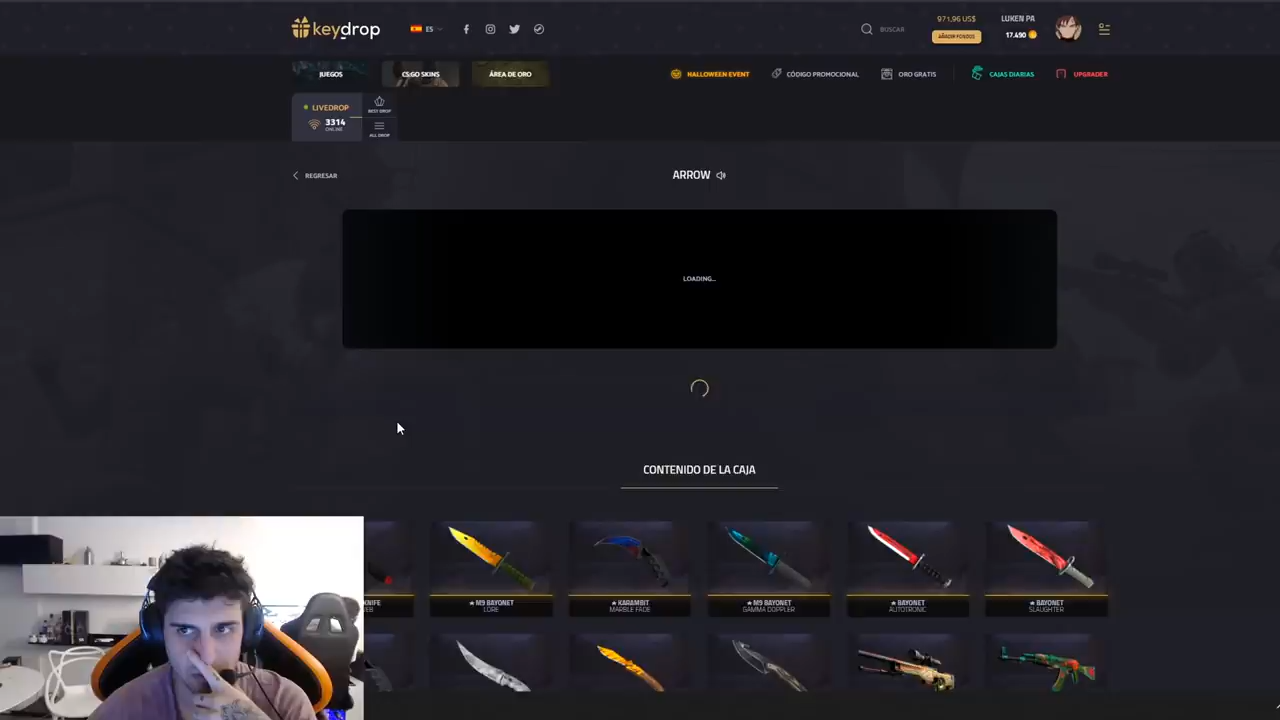 keydrop
ES
BUSCAR
971,96 US$
AÑADIR FONDOS
LUKEN PA
17.490
JUEGOS
CS:GO SKINS
ÁREA DE ORO
HALLOWEEN EVENT
CÓDIGO PROMOCIONAL
ORO GRATIS
CAJAS DIARIAS
UPGRADER
LIVEDROP
3314
ONLINE
BEST DROP
ALL DROP
REGRESAR
ARROW
LOADING...
CONTENIDO DE LA CAJA
KNIFE
★ M9 BAYONET
LORE
★ KARAMBIT
MARBLE FADE
★ M9 BAYONET
GAMMA DOPPLER
★ BAYONET
AUTOTRONIC
★ BAYONET
SLAUGHTER